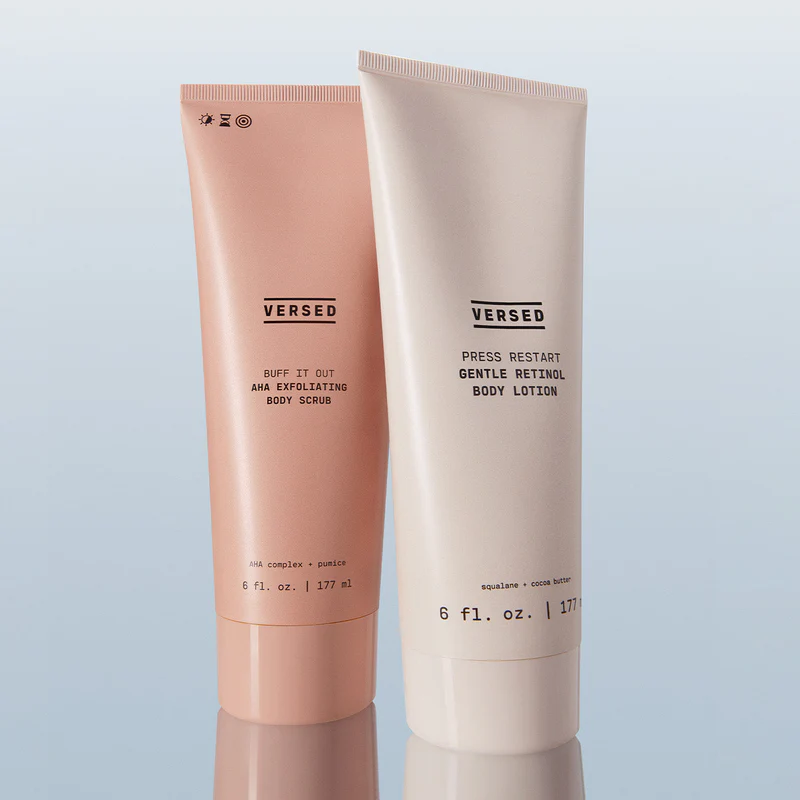 VERSED
BUFF IT OUT
AHA EXFOLIATING
BODY SCRUB
AHA complex + pumice
6 fl. oz. | 177 ml
VERSED
PRESS RESTART
GENTLE RETINOL
BODY LOTION
squalane + cocoa butter
6 fl. oz. | 177